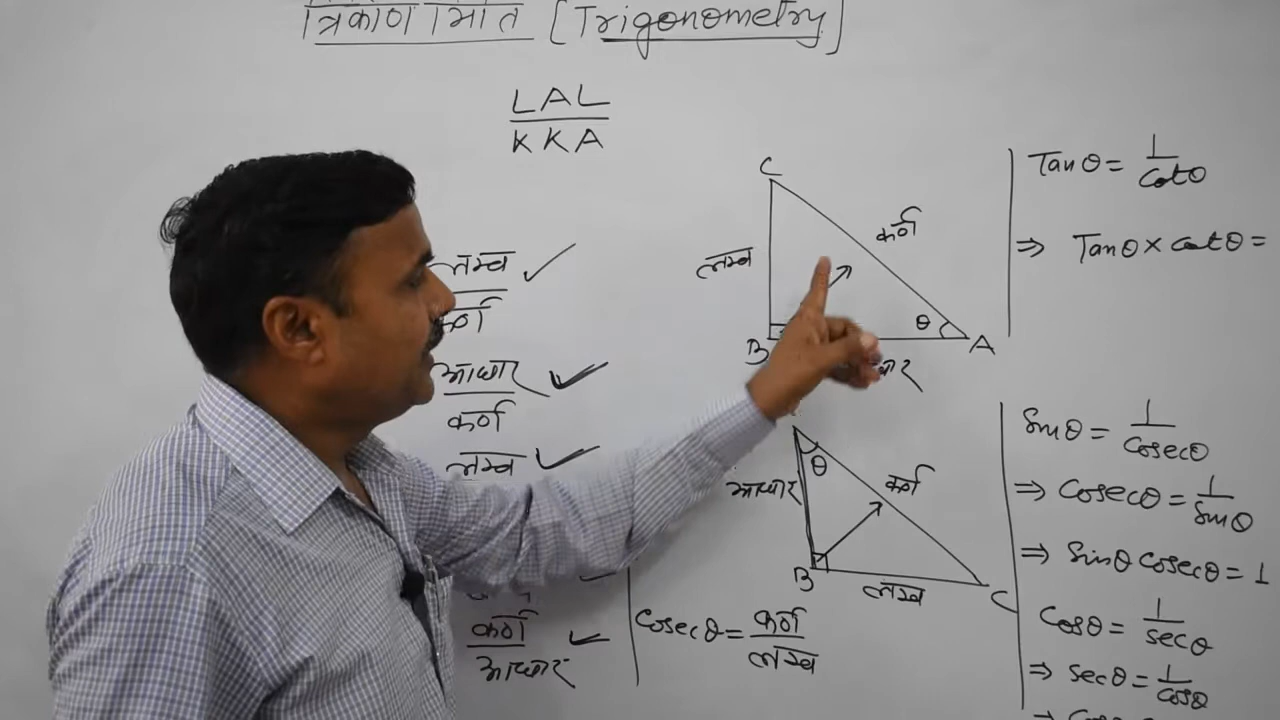 त्रिकोणमिति [Trigonometry]
LAL
KKA
लम्ब
कर्ण
आधार
कर्ण
लम्ब
कर्ण
आधार
C
लम्ब
कर्ण
θ
B
A
θ
आधार
कर्ण
B
लम्ब
C
Cosecθ = कर्ण/लम्ब
Tanθ = 1/Cotθ
⇒ Tanθ × Cotθ =
Sinθ = 1/Cosecθ
⇒ Cosecθ = 1/Sinθ
⇒ Sinθ Cosecθ = 1
Cosθ = 1/secθ
⇒ secθ = 1/Cosθ